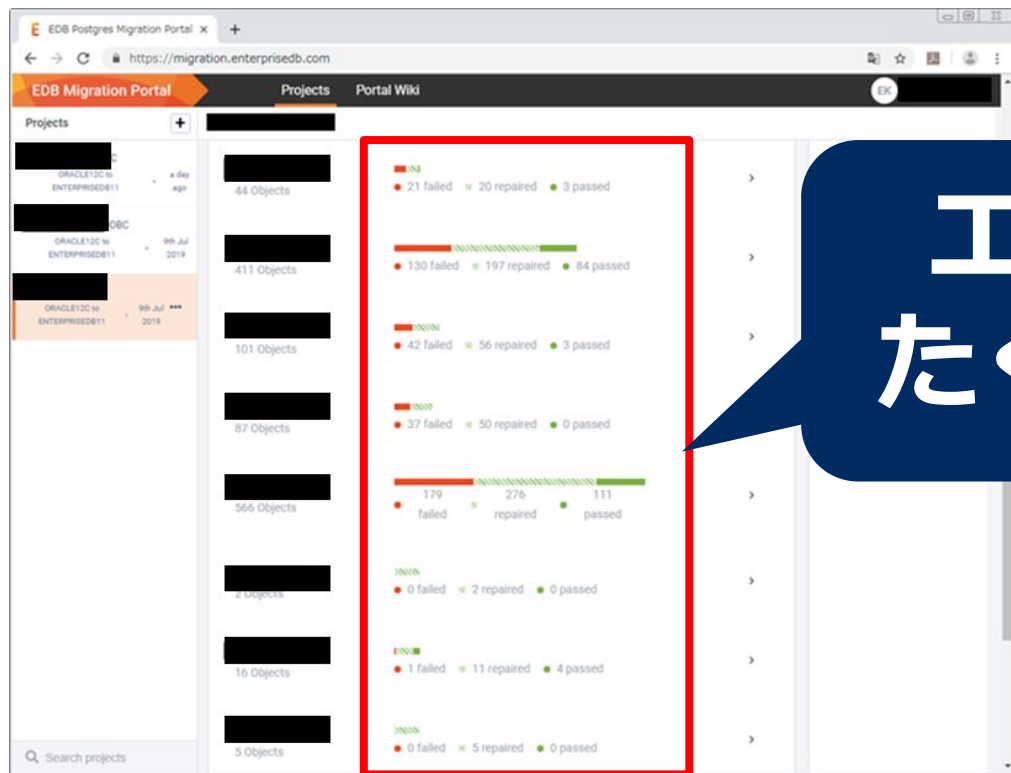 EDB Postgres Migration Portal
https://migration.enterprisedb.com
EDB Migration Portal
Projects
Portal Wiki
EK
Projects
C
ORACLE12C to ENTERPRISEDB11
a day ago
OBC
ORACLE12C to ENTERPRISEDB11
9th Jul 2019
ORACLE12C to ENTERPRISEDB11
9th Jul 2019
Search projects
44 Objects
21 failed 20 repaired 3 passed
411 Objects
130 failed 197 repaired 84 passed
101 Objects
42 failed 56 repaired 3 passed
87 Objects
37 failed 50 repaired 0 passed
566 Objects
179 failed 276 repaired 111 passed
2 Objects
0 failed 2 repaired 0 passed
16 Objects
1 failed 11 repaired 4 passed
5 Objects
0 failed 5 repaired 0 passed
エ
たく